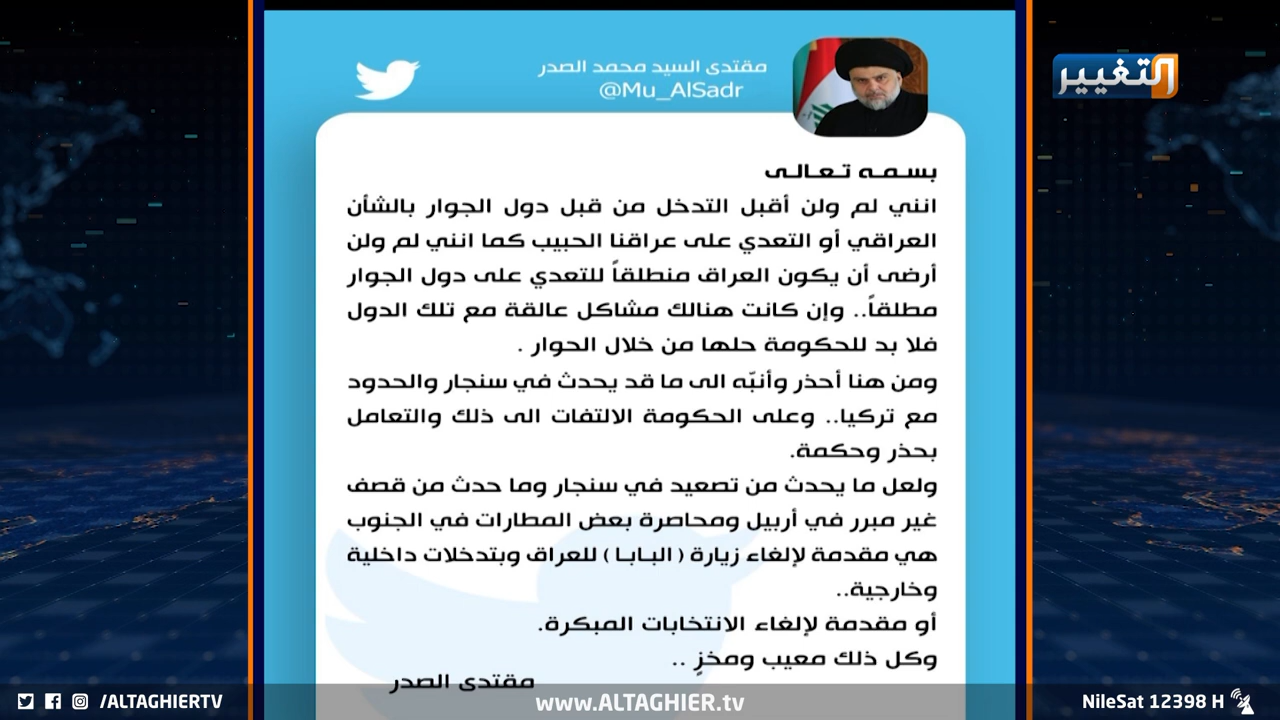 التغيير
مقتدى السيد محمد الصدر
@Mu_AlSadr
بسمه تعالى
انني لم ولن أقبل التدخل من قبل دول الجوار بالشأن
العراقي أو التعدي على عراقنا الحبيب كما انني لم ولن
أرضى أن يكون العراق منطلقاً للتعدي على دول الجوار
مطلقاً.. وإن كانت هنالك مشاكل عالقة مع تلك الدول
فلا بد للحكومة حلها من خلال الحوار .
ومن هنا أحذر وأنبّه الى ما قد يحدث في سنجار والحدود
مع تركيا.. وعلى الحكومة الالتفات الى ذلك والتعامل
بحذر وحكمة.
ولعل ما يحدث من تصعيد في سنجار وما حدث من قصف
غير مبرر في أربيل ومحاصرة بعض المطارات في الجنوب
هي مقدمة لإلغاء زيارة ( البابا ) للعراق وبتدخلات داخلية
وخارجية..
أو مقدمة لإلغاء الانتخابات المبكرة.
وكل ذلك معيب ومخزٍ ..
مقتدى الصدر
/ALTAGHIERTV
www.ALTAGHIER.tv
NileSat 12398 H